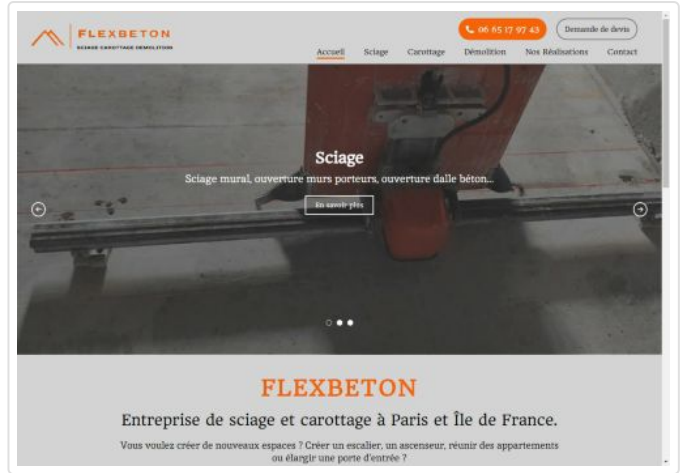 FLEXBETON
SCIAGE CAROTTAGE DEMOLITION
06 65 17 97 43
Demande de devis
Accueil Sciage Carottage Démolition Nos Réalisations Contact
Sciage
Sciage mural, ouverture murs porteurs, ouverture dalle béton...
En savoir plus
FLEXBETON
Entreprise de sciage et carottage à Paris et Île de France.
Vous voulez créer de nouveaux espaces ? Créer un escalier, un ascenseur, réunir des appartements
ou élargir une porte d'entrée ?